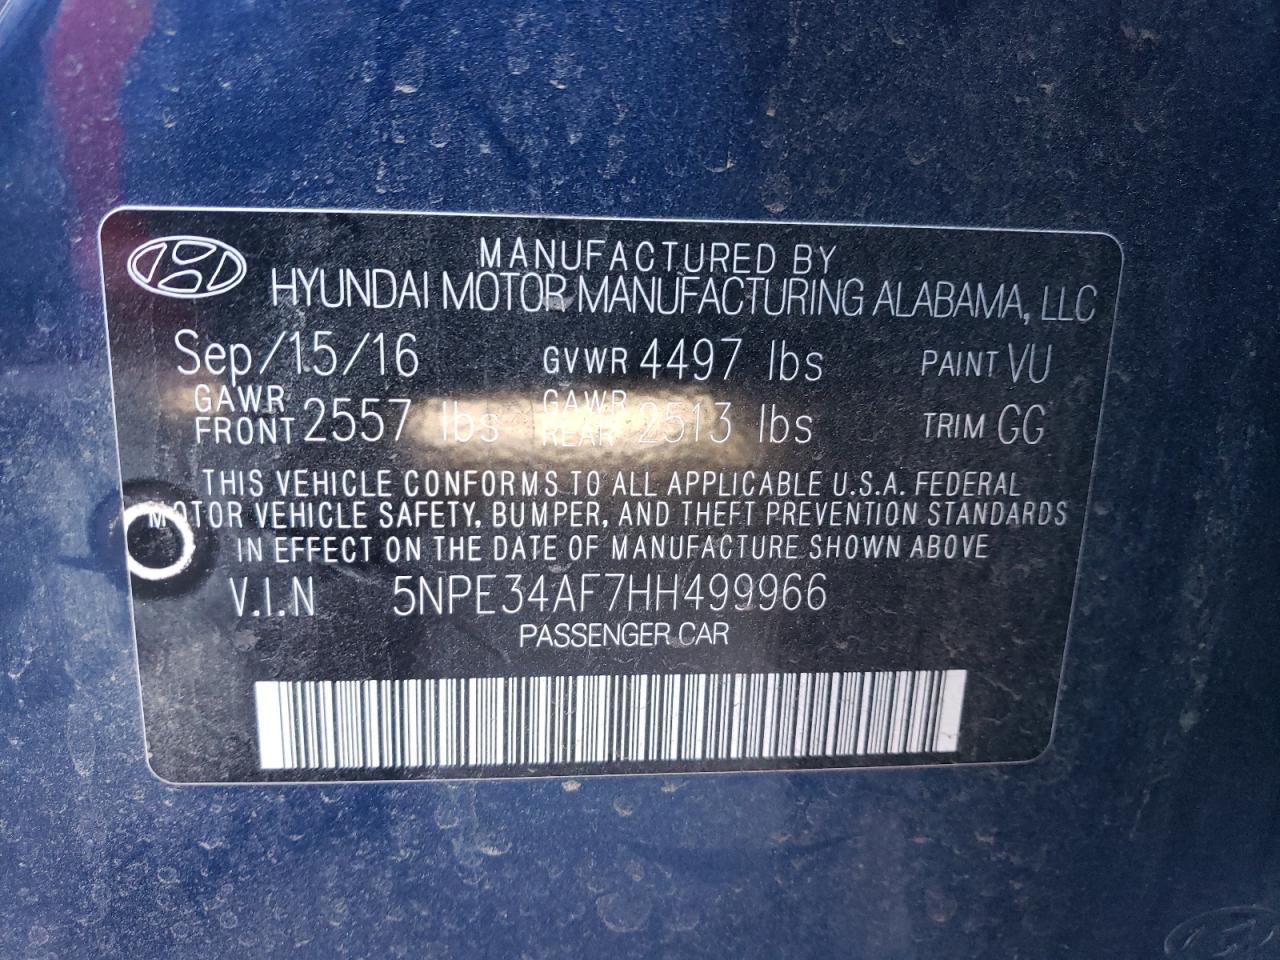 MANUFACTURED BY
HYUNDAI MOTOR MANUFACTURING ALABAMA, LLC
Sep/15/16 GVWR 4497 lbs PAINT VU
GAWR FRONT 2557 lbs GAWR REAR 2513 lbs TRIM GG
THIS VEHICLE CONFORMS TO ALL APPLICABLE U.S.A. FEDERAL
MOTOR VEHICLE SAFETY, BUMPER, AND THEFT PREVENTION STANDARDS
IN EFFECT ON THE DATE OF MANUFACTURE SHOWN ABOVE
V.I.N 5NPE34AF7HH499966
PASSENGER CAR